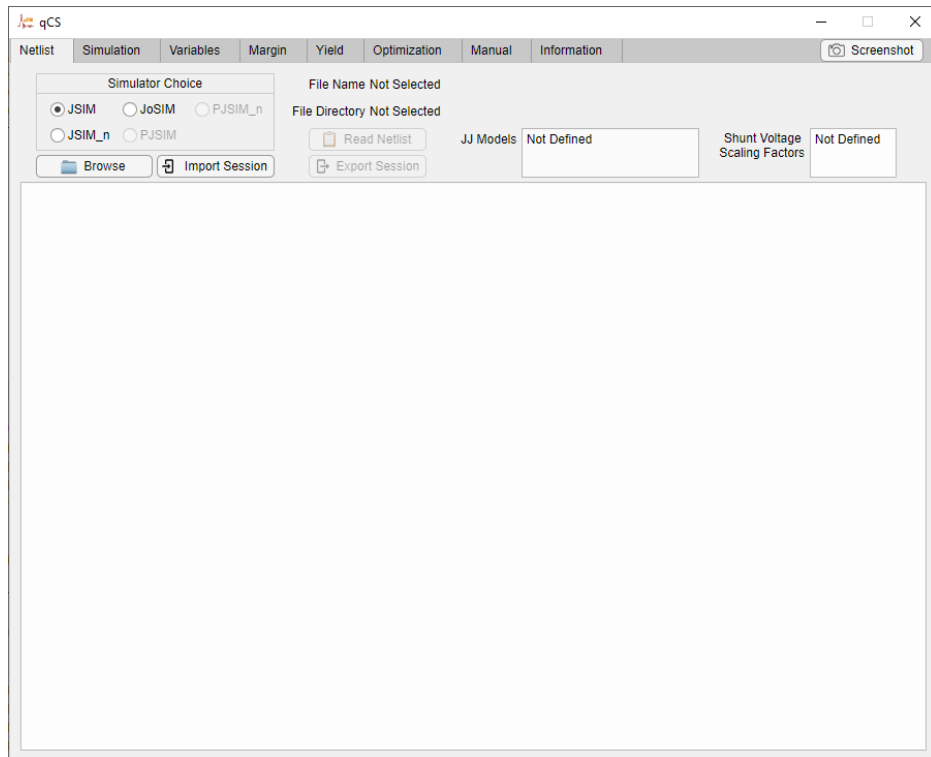 qCS
Netlist Simulation Variables Margin Yield Optimization Manual Information Screenshot
Simulator Choice
JSIM JoSIM PJSIM_n
JSIM_n PJSIM
Browse Import Session
File Name Not Selected
File Directory Not Selected
Read Netlist
Export Session
JJ Models Not Defined
Shunt Voltage
Scaling Factors
Not Defined